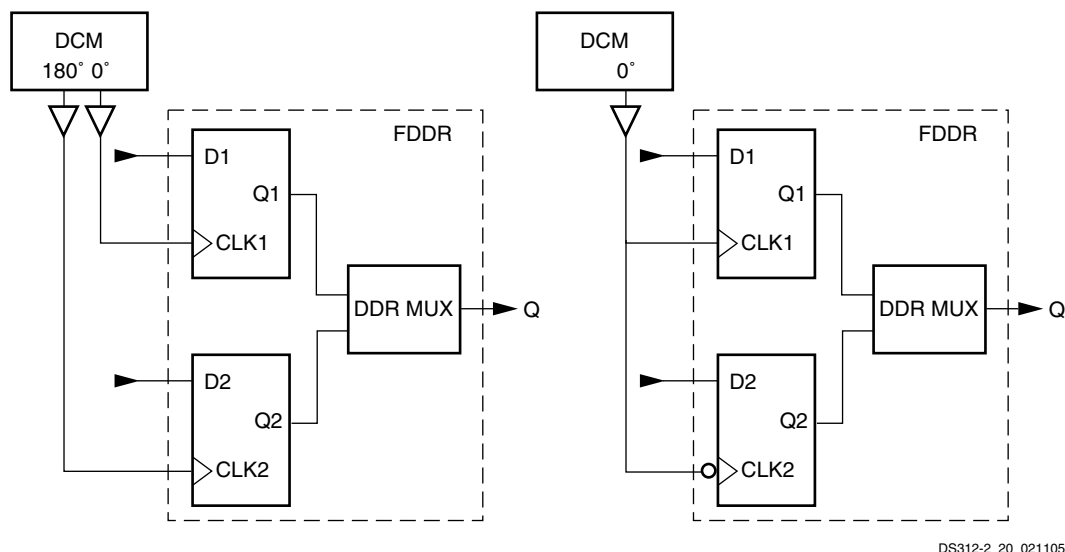 DCM
180° 0°
FDDR
D1
Q1
CLK1
DDR MUX
Q
D2
Q2
CLK2
DCM
0°
FDDR
D1
Q1
CLK1
DDR MUX
Q
D2
Q2
CLK2
DS312-2_20_021105